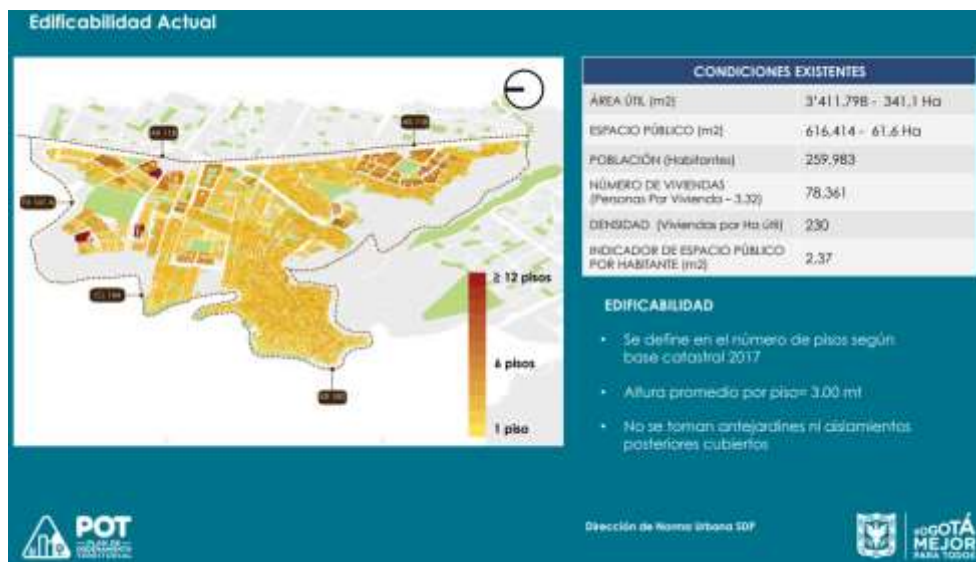 Edificabilidad Actual
≥ 12 pisos
6 pisos
1 piso
CONDICIONES EXISTENTES
ÁREA ÚTIL (m2) 3'411.798 - 341,1 Ha
ESPACIO PÚBLICO (m2) 616,414 - 61,6 Ha
POBLACIÓN (Habitantes) 259,983
NÚMERO DE VIVIENDAS
(Personas Por Vivienda – 3.32) 78.361
DENSIDAD (Viviendas por Ha útil) 230
INDICADOR DE ESPACIO PÚBLICO
POR HABITANTE (m2) 2,37
EDIFICABILIDAD
• Se define en el número de pisos según
base catastral 2017
• Altura promedio por piso= 3.00 mt
• No se toman antejardines ni aislamientos
posteriores cubiertos
POT
PLAN DE
ORDENAMIENTO
TERRITORIAL
Dirección de Norma Urbana SDP
BOGOTÁ
MEJOR
PARA TODOS